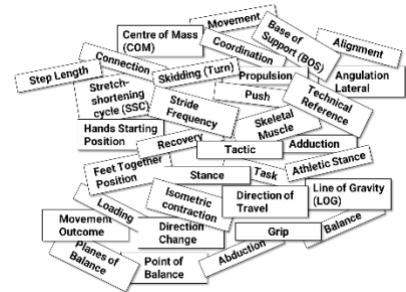 Movement
Centre of Mass
(COM)
Base of
Support (BOS)
Coordination
Alignment
Connection
Skidding (Turn)
Step Length
Propulsion
Angulation
Lateral
Stretch-
shortening
cycle (SSC)
Push
Technical
Reference
Stride
Frequency
Skeletal
Muscle
Hands Starting
Position
Recovery
Tactic
Adduction
Feet Together
Position
Stance
Task
Athletic Stance
Isometric
contraction
Direction of
Travel
Line of Gravity
(LOG)
Loading
Movement
Outcome
Direction
Change
Grip
Balance
Planes of
Balance
Point of
Balance
Abduction